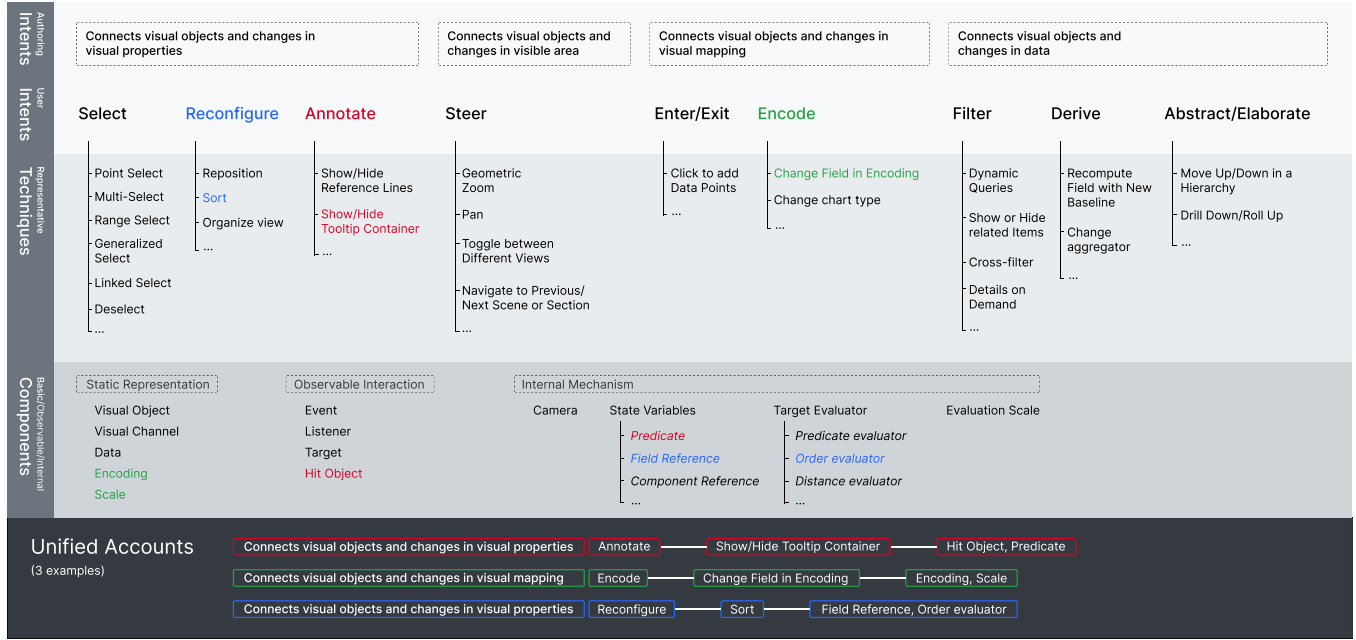 Authoring
Intents
Connects visual objects and changes in
visual properties
Connects visual objects and
changes in visible area
Connects visual objects and changes in
visual mapping
Connects visual objects and
changes in data
User
Intents
Select
Reconfigure
Annotate
Steer
Enter/Exit
Encode
Filter
Derive
Abstract/Elaborate
Representative
Techniques
Point Select
Multi-Select
Range Select
Generalized
Select
Linked Select
Deselect
...
Reposition
Sort
Organize view
...
Show/Hide
Reference Lines
Show/Hide
Tooltip Container
...
Geometric
Zoom
Pan
Toggle between
Different Views
Navigate to Previous/
Next Scene or Section
...
Click to add
Data Points
...
Change Field in Encoding
Change chart type
...
Dynamic
Queries
Show or Hide
related Items
Cross-filter
Details on
Demand
...
Recompute
Field with New
Baseline
Change
aggregator
...
Move Up/Down in a
Hierarchy
Drill Down/Roll Up
...
Basic/Observable/Internal
Components
Static Representation
Visual Object
Visual Channel
Data
Encoding
Scale
Observable Interaction
Event
Listener
Target
Hit Object
Internal Mechanism
Camera
State Variables
Predicate
Field Reference
Component Reference
...
Target Evaluator
Predicate evaluator
Order evaluator
Distance evaluator
...
Evaluation Scale
Unified Accounts
(3 examples)
Connects visual objects and changes in visual properties Annotate Show/Hide Tooltip Container Hit Object, Predicate
Connects visual objects and changes in visual mapping Encode Change Field in Encoding Encoding, Scale
Connects visual objects and changes in visual properties Reconfigure Sort Field Reference, Order evaluator